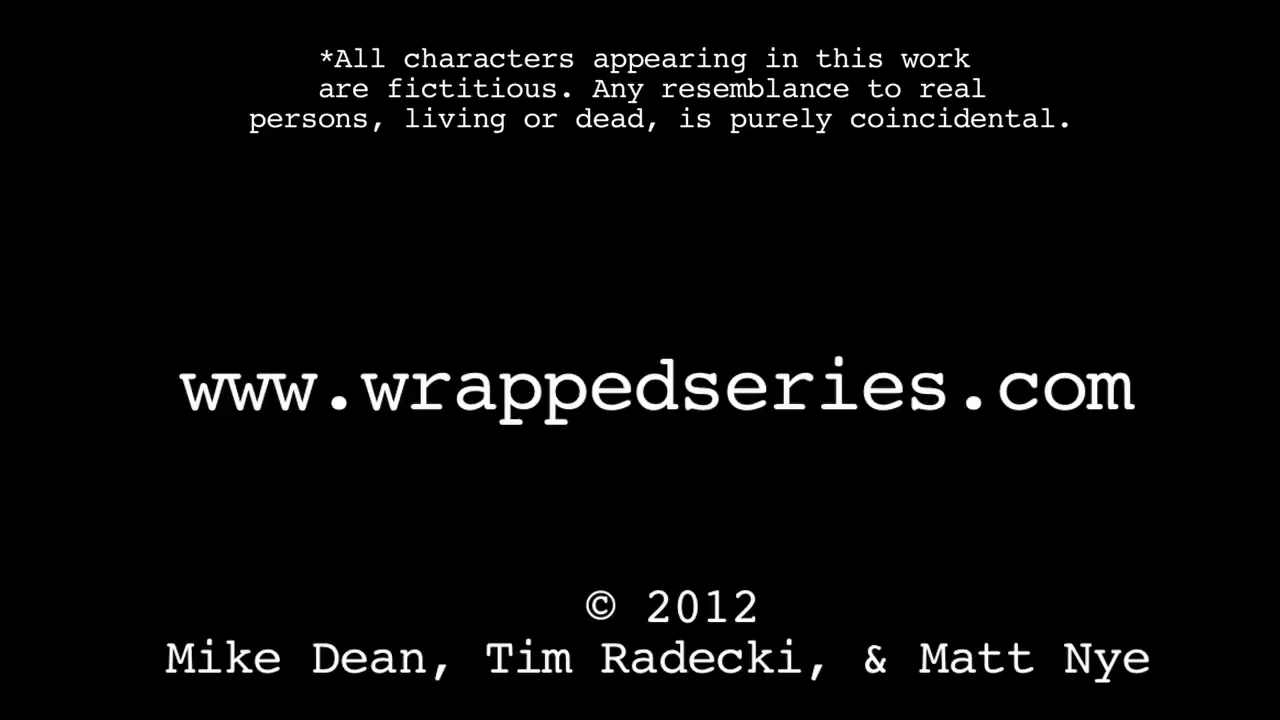 *All characters appearing in this work
are fictitious. Any resemblance to real
persons, living or dead, is purely coincidental.
www.wrappedseries.com
© 2012
Mike Dean, Tim Radecki, & Matt Nye